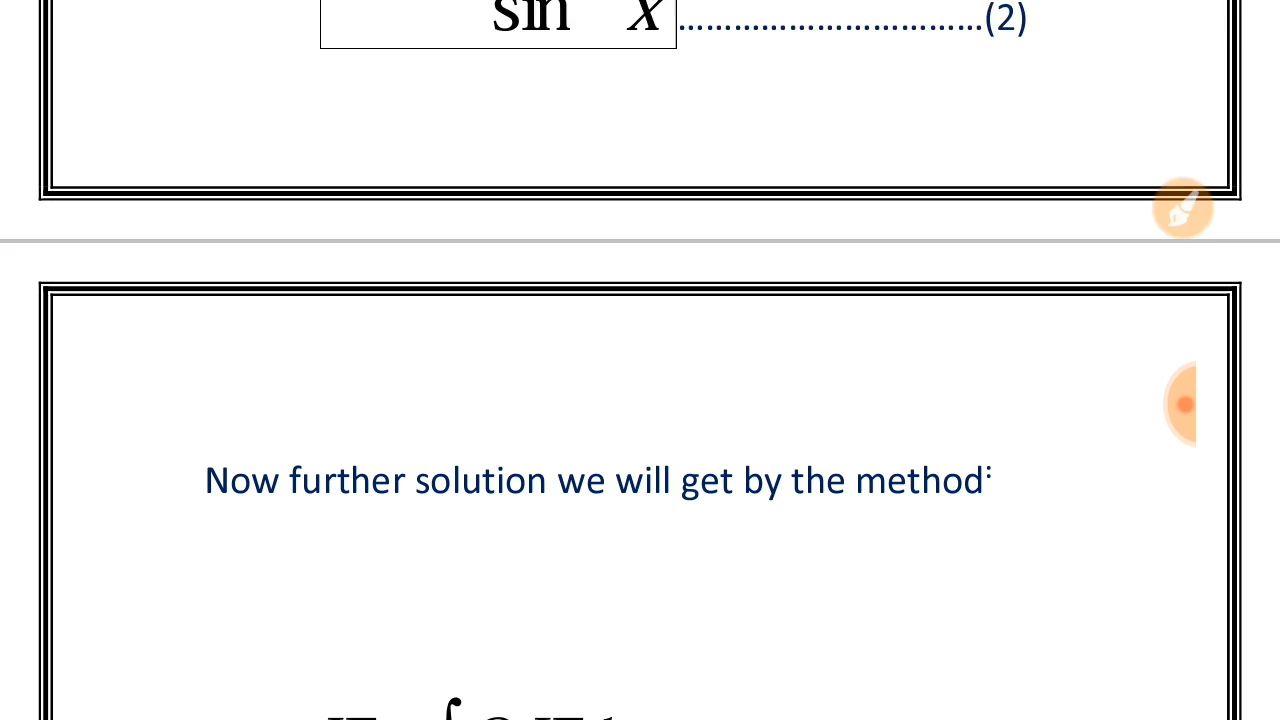 sin x ..................................(2)
Now further solution we will get by the method: